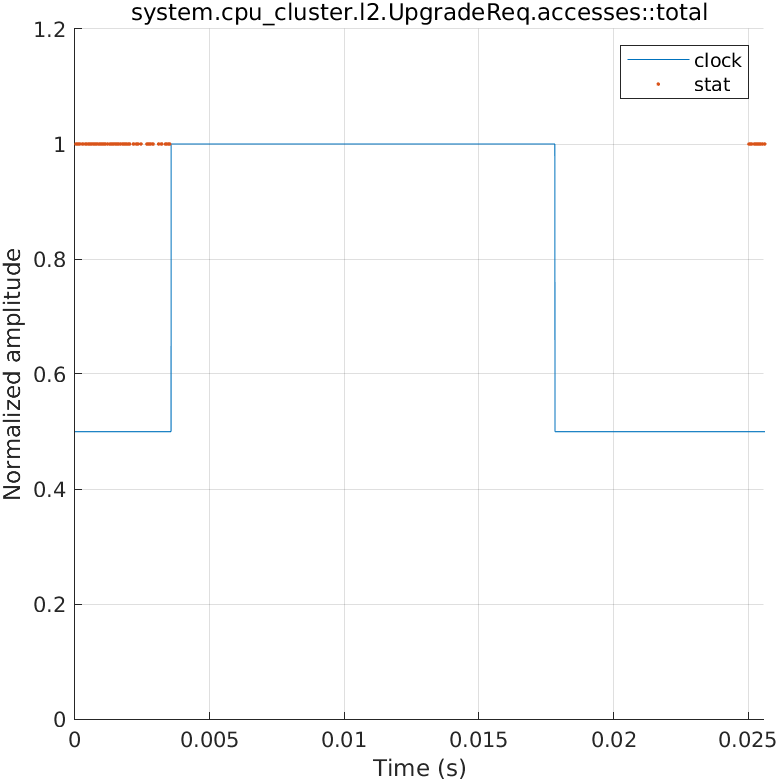 system.cpu_cluster.l2.UpgradeReq.accesses::total
1.2
clock
stat
1
0.8
Normalized amplitude
0.6
0.4
0.2
0
0
0.005
0.01
0.015
0.02
0.025
Time (s)